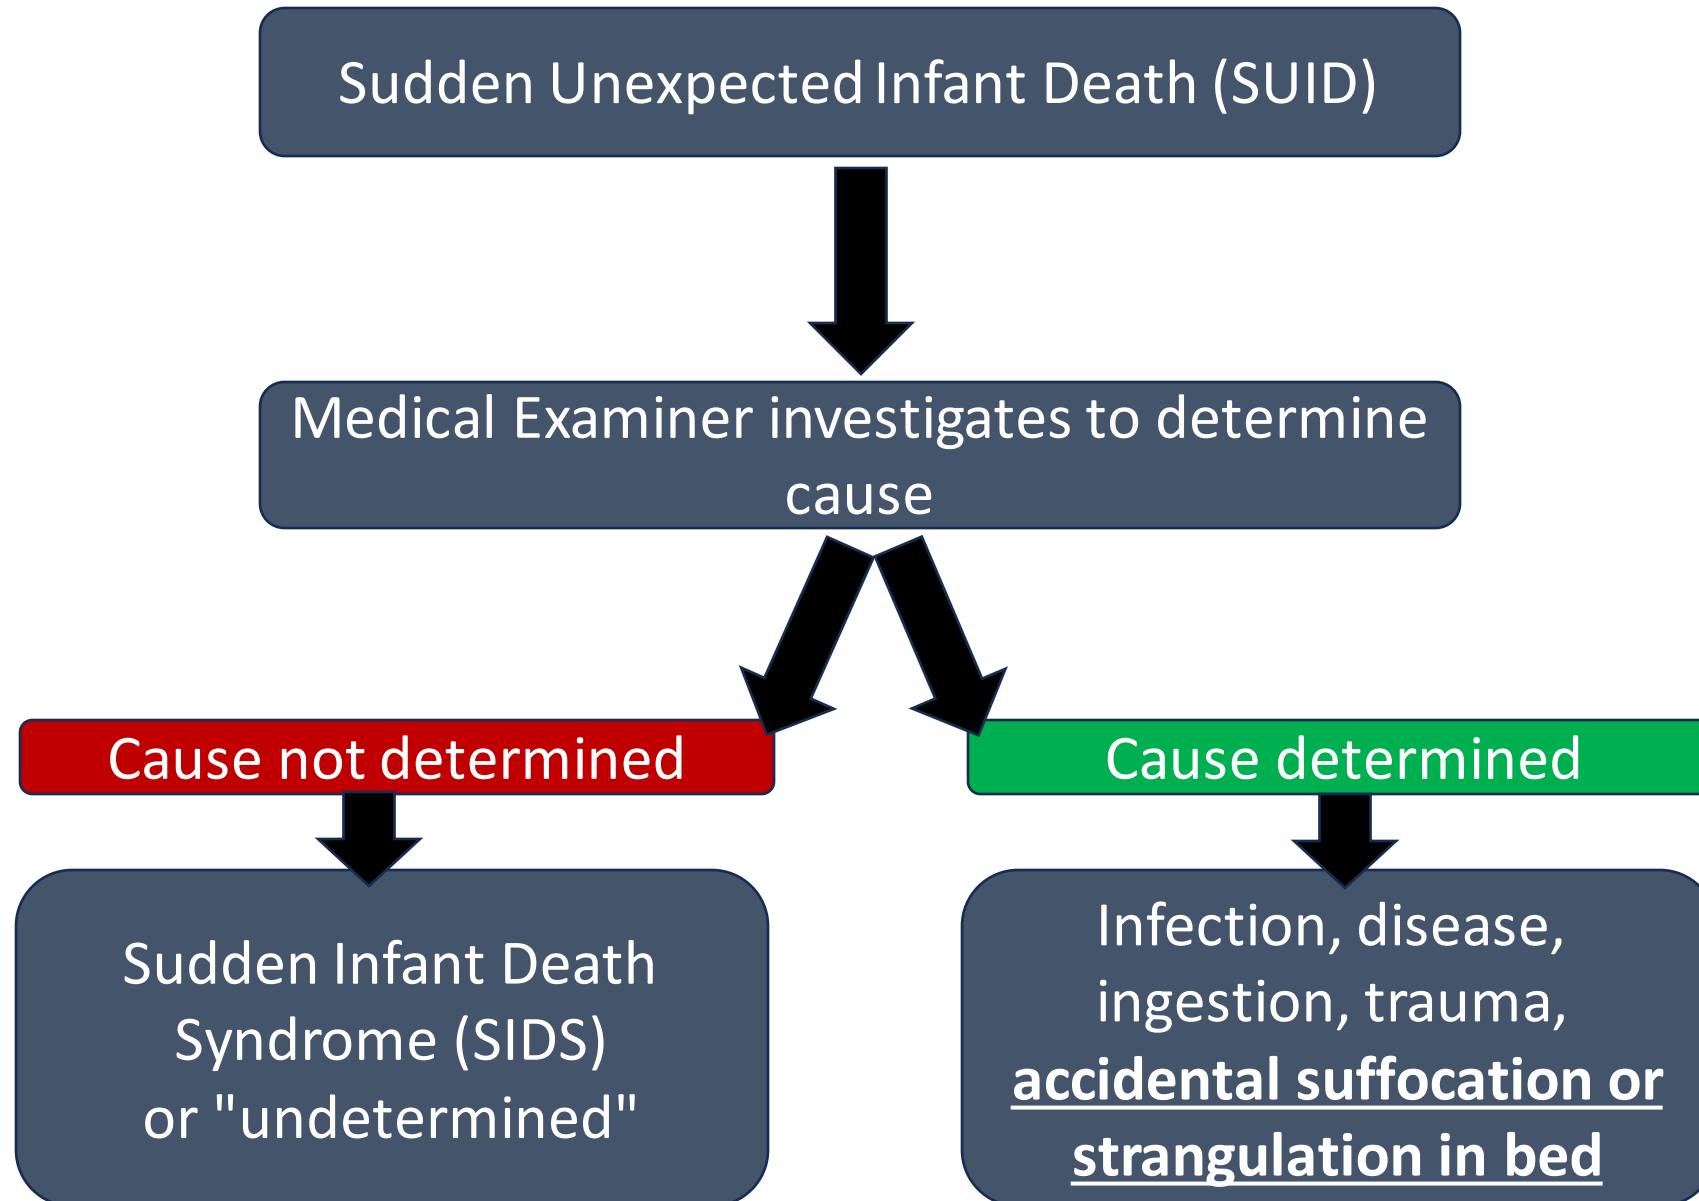 Sudden Unexpected Infant Death (SUID)
Medical Examiner investigates to determine
cause
Cause not determined
Cause determined
Sudden Infant Death
Syndrome (SIDS)
or "undetermined"
Infection, disease,
ingestion, trauma,
accidental suffocation or
strangulation in bed